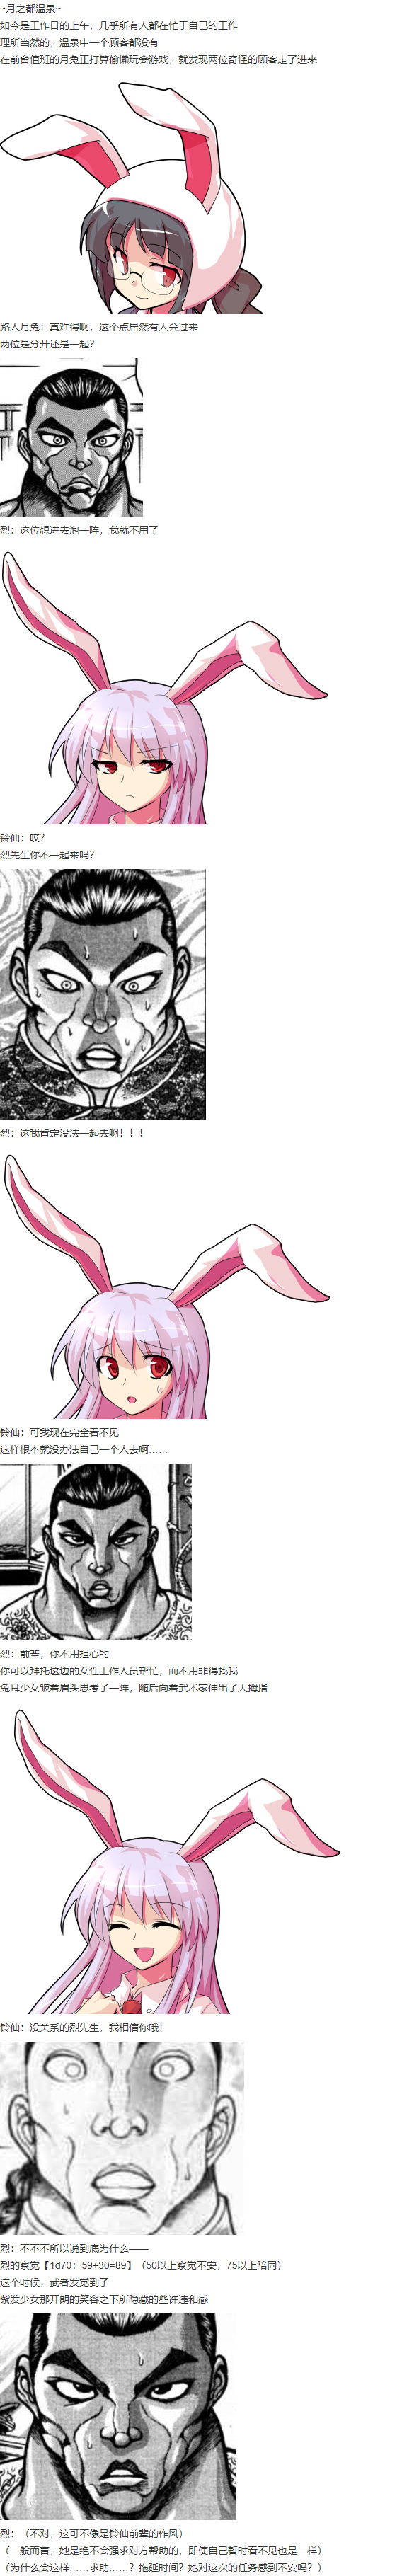 ~月之都温泉~
如今是工作日的上午，几乎所有人都在忙于自己的工作
理所当然的，温泉中一个顾客都没有
在前台值班的月兔正打算偷懒玩会游戏，就发现两位奇怪的顾客走了进来
路人月兔：真难得啊，这个点居然有人会过来
两位是分开还是一起？
烈：这位想进去泡一阵，我就不用了
铃仙：哎？
烈先生你不一起来吗？
烈：这我肯定没法一起去啊！！！
铃仙：可我现在完全看不见
这样根本就没办法自己一个人去啊……
烈：前辈，你不用担心的
你可以拜托这边的女性工作人员帮忙，而不用非得找我
兔耳少女皱着眉头思考了一阵，随后向着武术家伸出了大拇指
铃仙：没关系的烈先生，我相信你哦！
烈：不不不所以说到底为什么——
烈的察觉【1d70：59+30=89】（50以上察觉不安，75以上陪同）
这个时候，武者发觉到了
紫发少女那开朗的笑容之下所隐藏的些许违和感
烈：（不对，这可不像是铃仙前辈的作风）
（一般而言，她是绝不会强求对方帮助的，即使自己暂时看不见也是一样）
（为什么会这样……求助……？拖延时间？她对这次的任务感到不安吗？）